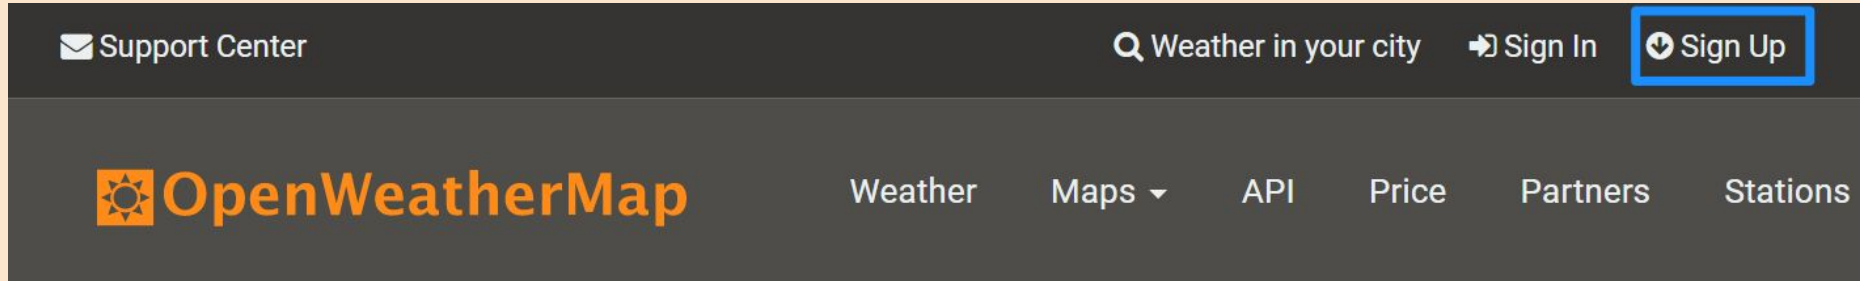 Support Center Weather in your city Sign In Sign Up
OpenWeatherMap Weather Maps API Price Partners Stations